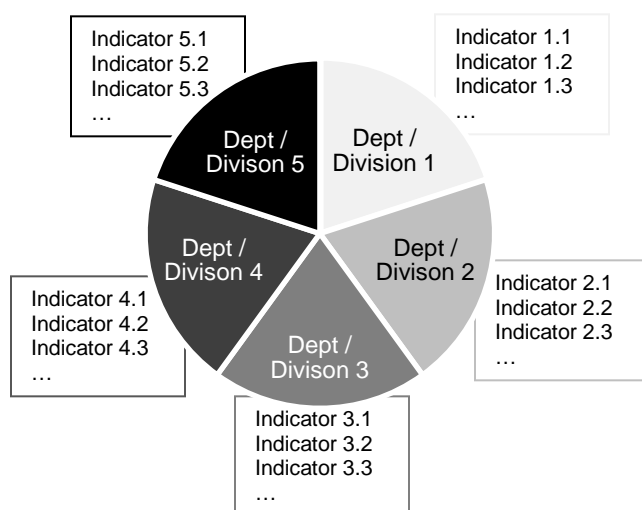 Indicator 5.1
Indicator 5.2
Indicator 5.3
…
Indicator 1.1
Indicator 1.2
Indicator 1.3
…
Dept /
Divison 5
Dept /
Division 1
Dept /
Divison 4
Dept /
Divison 2
Indicator 4.1
Indicator 4.2
Indicator 4.3
…
Indicator 2.1
Indicator 2.2
Indicator 2.3
…
Dept /
Divison 3
Indicator 3.1
Indicator 3.2
Indicator 3.3
…